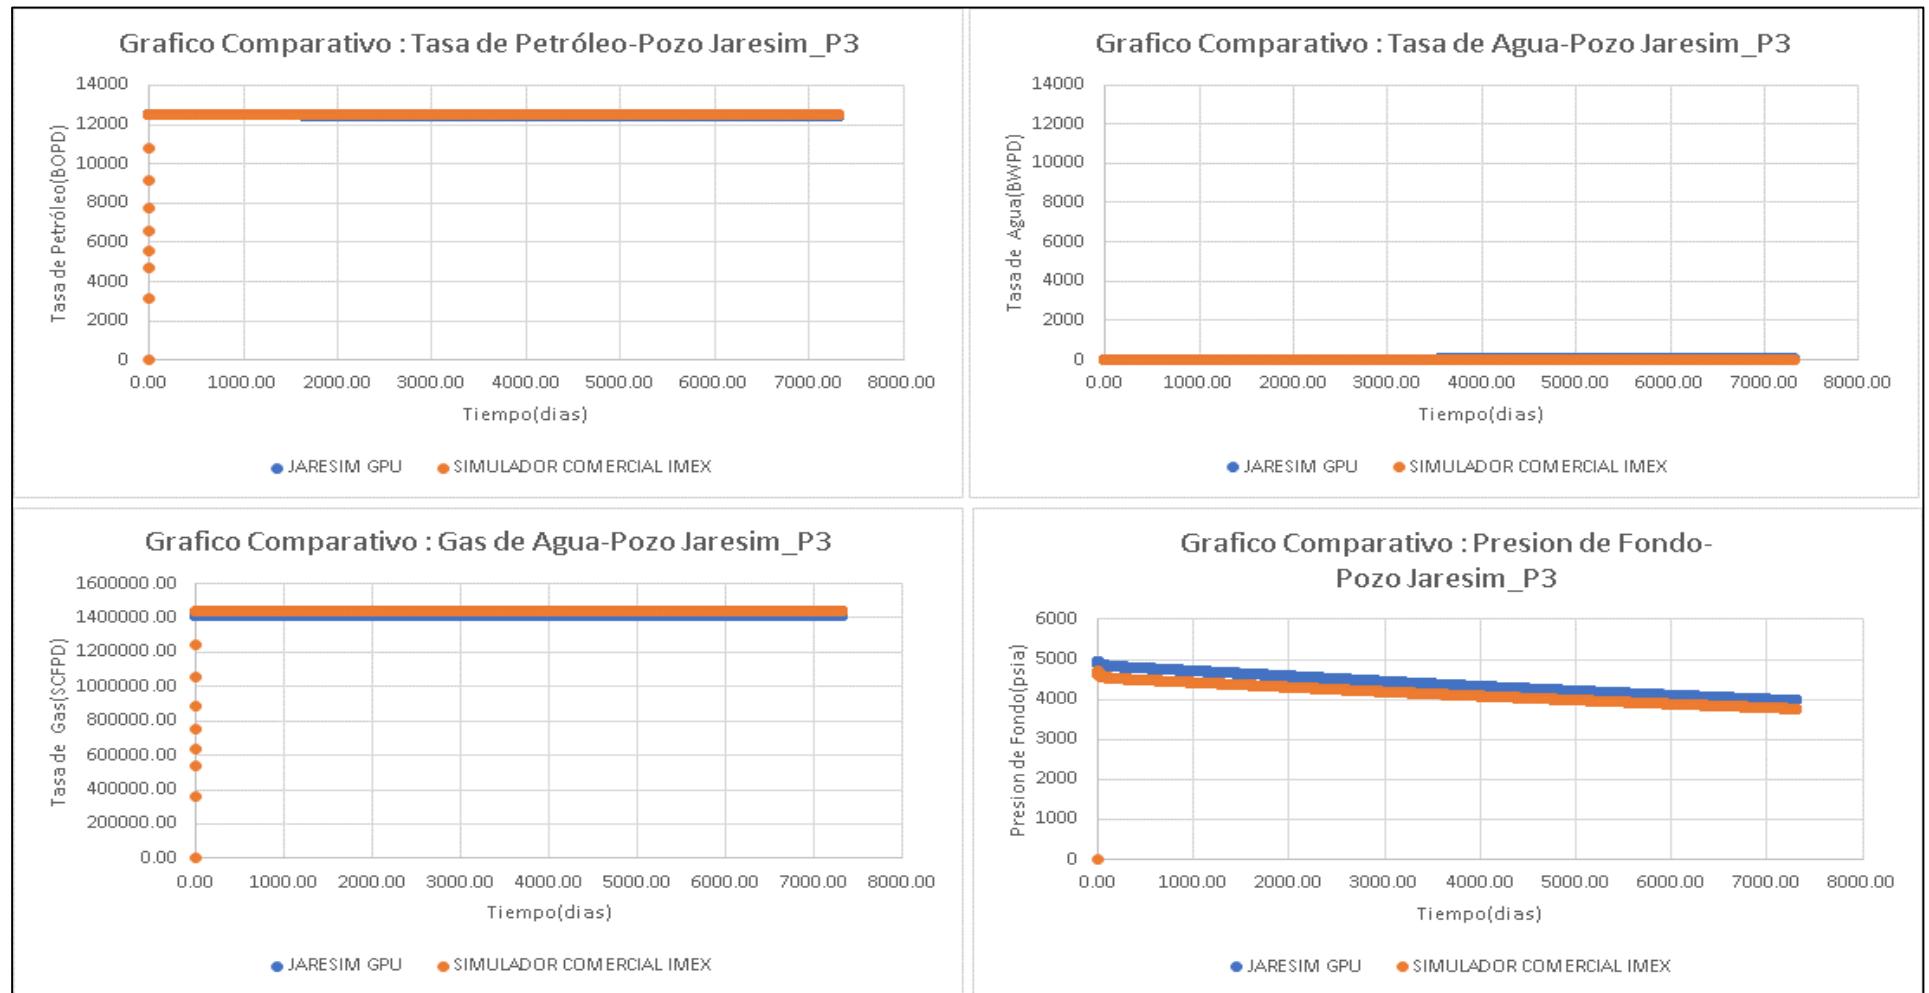 Grafico Comparativo : Tasa de Petróleo-Pozo Jaresim_P3
14000
12000
10000
8000
6000
4000
2000
0
Tasa de Petróleo(BOPD)
0.00 1000.00 2000.00 3000.00 4000.00 5000.00 6000.00 7000.00 8000.00
Tiempo(dias)
JARESIM GPU SIMULADOR COMERCIAL IMEX
Grafico Comparativo : Tasa de Agua-Pozo Jaresim_P3
14000
12000
10000
8000
6000
4000
2000
0
Tasa de Agua(BWPD)
0.00 1000.00 2000.00 3000.00 4000.00 5000.00 6000.00 7000.00 8000.00
Tiempo(dias)
JARESIM GPU SIMULADOR COMERCIAL IMEX
Grafico Comparativo : Gas de Agua-Pozo Jaresim_P3
1600000.00
1400000.00
1200000.00
1000000.00
800000.00
600000.00
400000.00
200000.00
0.00
Tasa de Gas(SCFPD)
0.00 1000.00 2000.00 3000.00 4000.00 5000.00 6000.00 7000.00 8000.00
Tiempo(dias)
JARESIM GPU SIMULADOR COMERCIAL IMEX
Grafico Comparativo : Presion de Fondo-
Pozo Jaresim_P3
6000
5000
4000
3000
2000
1000
0
Presion de Fondo(psia)
0.00 1000.00 2000.00 3000.00 4000.00 5000.00 6000.00 7000.00 8000.00
Tiempo(dias)
JARESIM GPU SIMULADOR COMERCIAL IMEX